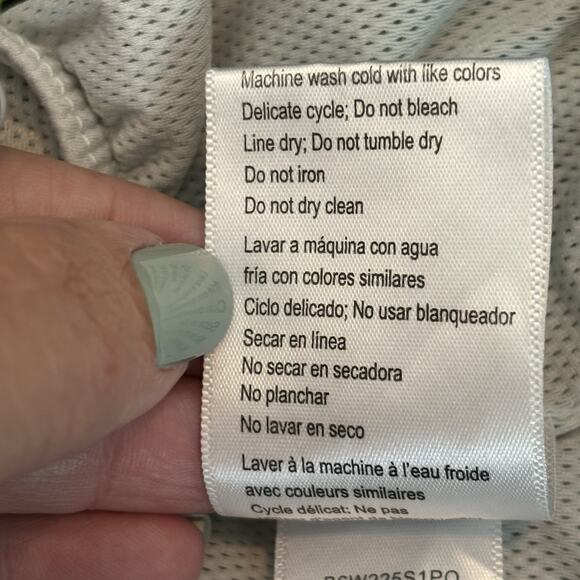 Machine wash cold with like colors
Delicate cycle; Do not bleach
Line dry; Do not tumble dry
Do not iron
Do not dry clean
Lavar a máquina con agua
fría con colores similares
Ciclo delicado; No usar blanqueador
Secar en línea
No secar en secadora
No planchar
No lavar en seco
Laver à la machine à l'eau froide
avec couleurs similaires
Cycle délicat; Ne pas